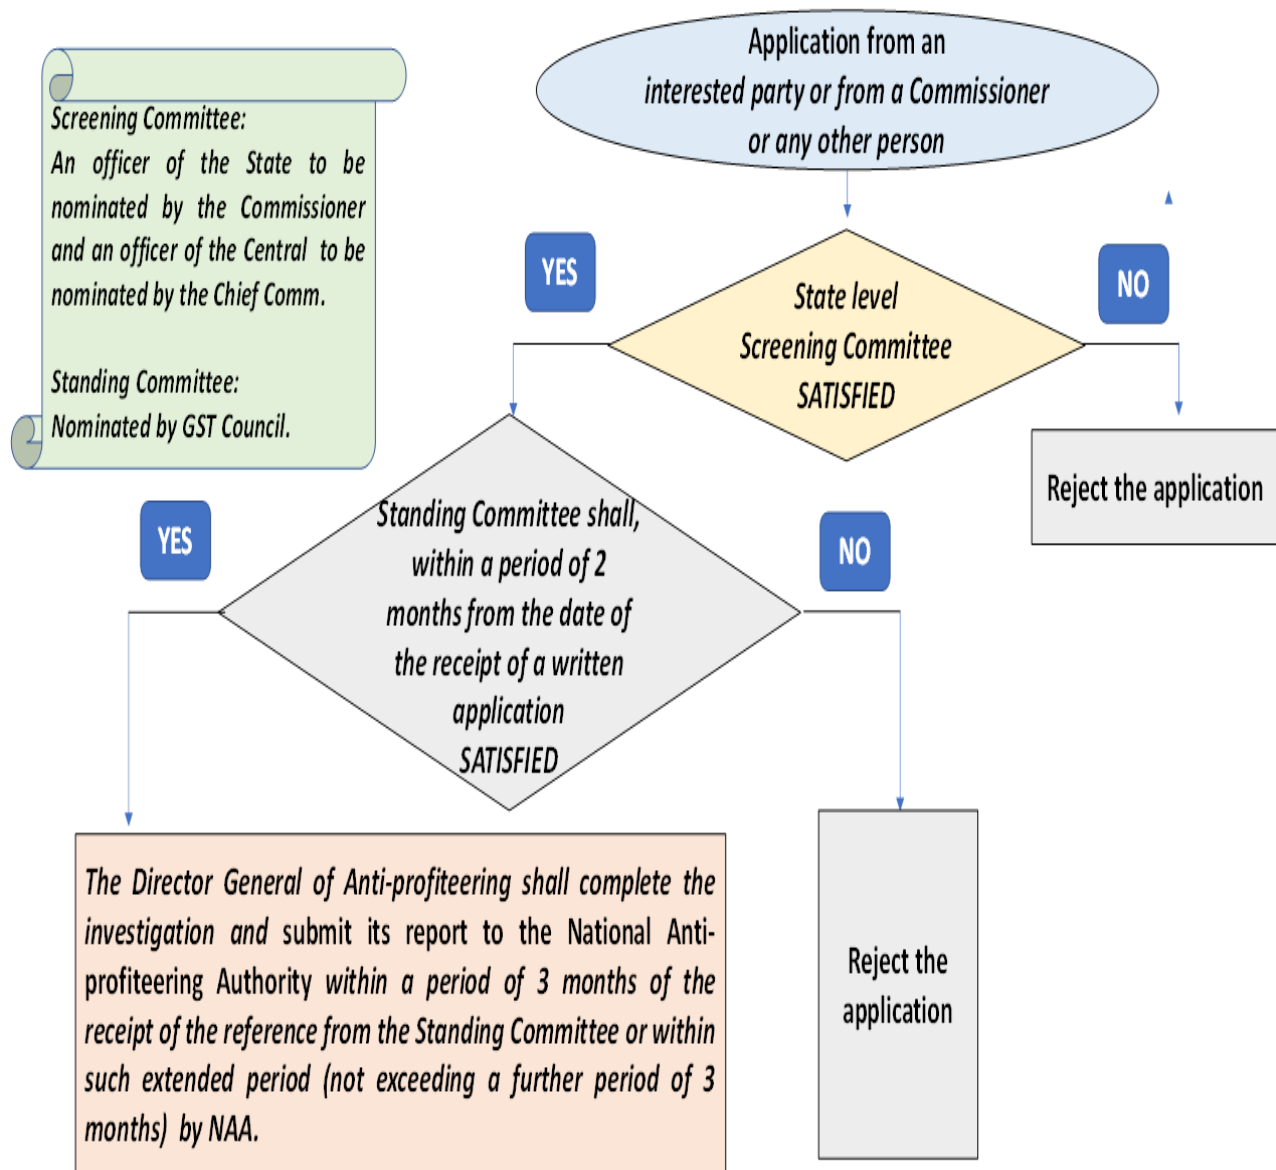 Screening Committee:
An officer of the State to be
nominated by the Commissioner
and an officer of the Central to be
nominated by the Chief Comm.
Standing Committee:
Nominated by GST Council.
Application from an
interested party or from a Commissioner
or any other person
YES
NO
State level
Screening Committee
SATISFIED
Reject the application
YES
NO
Standing Committee shall,
within a period of 2
months from the date of
the receipt of a written
application
SATISFIED
The Director General of Anti-profiteering shall complete the
investigation and submit its report to the National Anti-
profiteering Authority within a period of 3 months of the
receipt of the reference from the Standing Committee or within
such extended period (not exceeding a further period of 3
months) by NAA.
Reject the
application